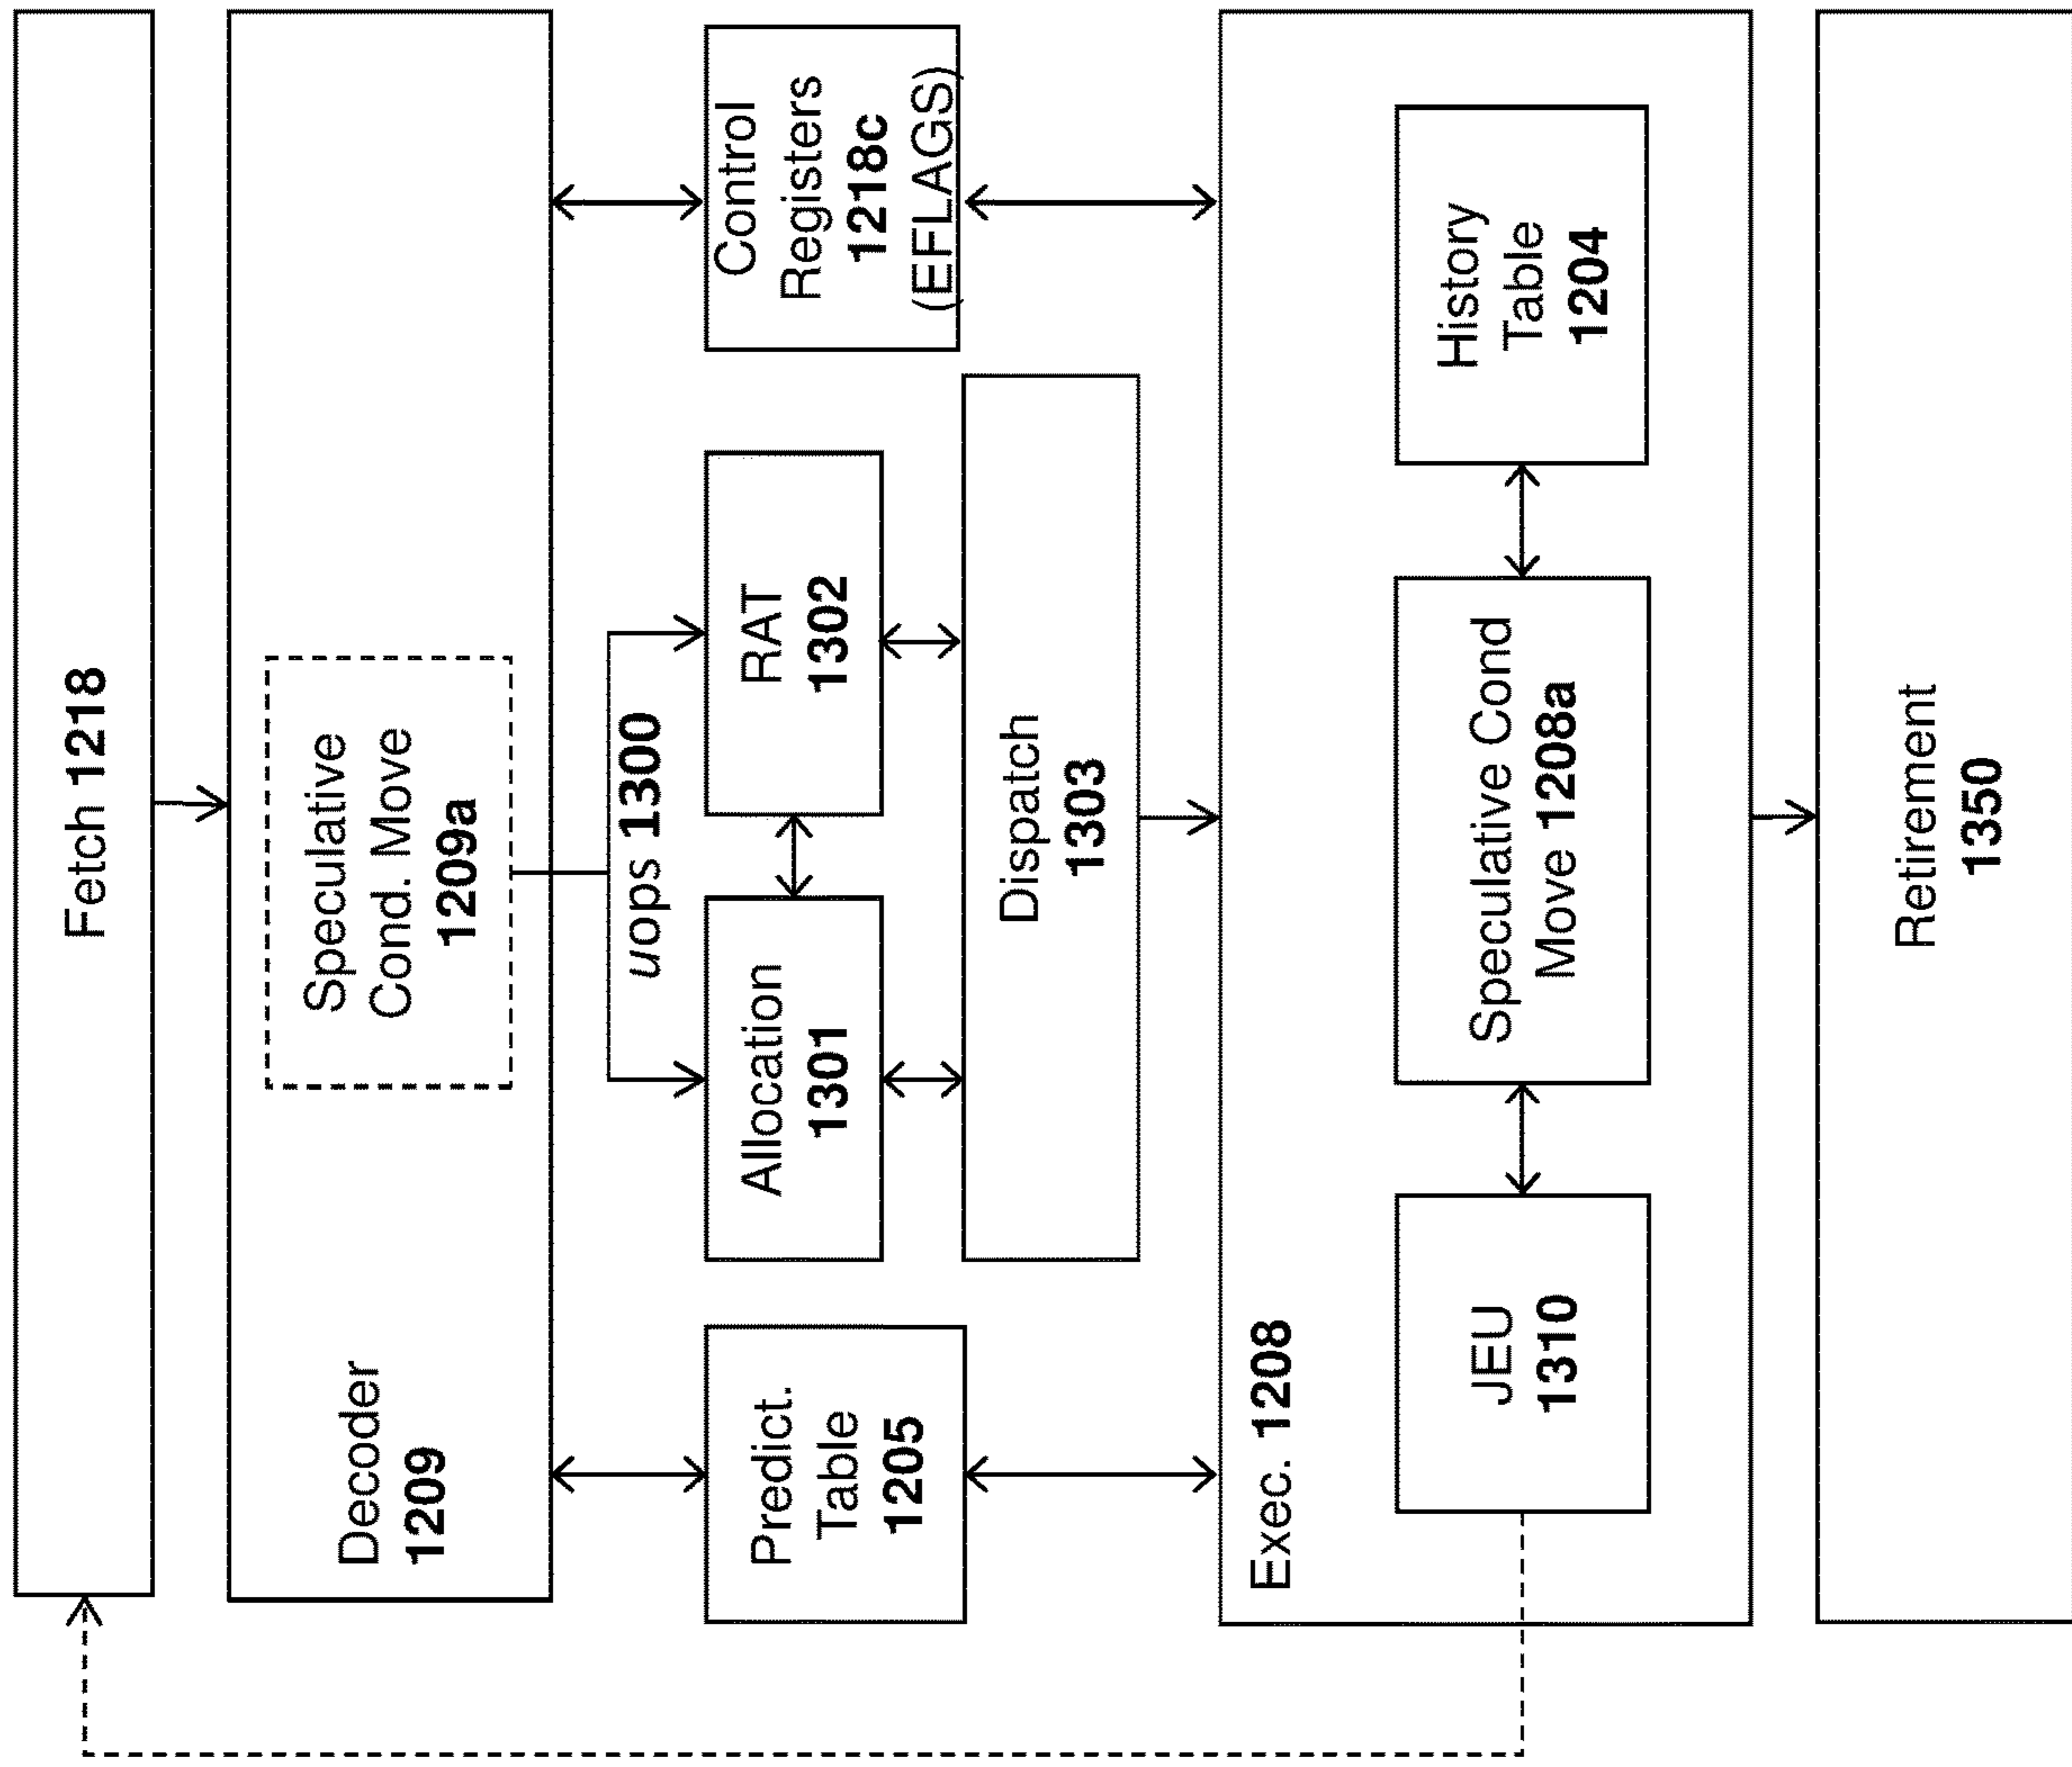 Fetch 1218
Decoder
1209
Speculative
Cond. Move
1209a
Predict.
Table
1205
uops 1300
Allocation
1301
RAT
1302
Control
Registers
1218c
(EFLAGS)
Dispatch
1303
Exec. 1208
JEU
1310
Speculative Cond
Move 1208a
History
Table
1204
Retirement
1350